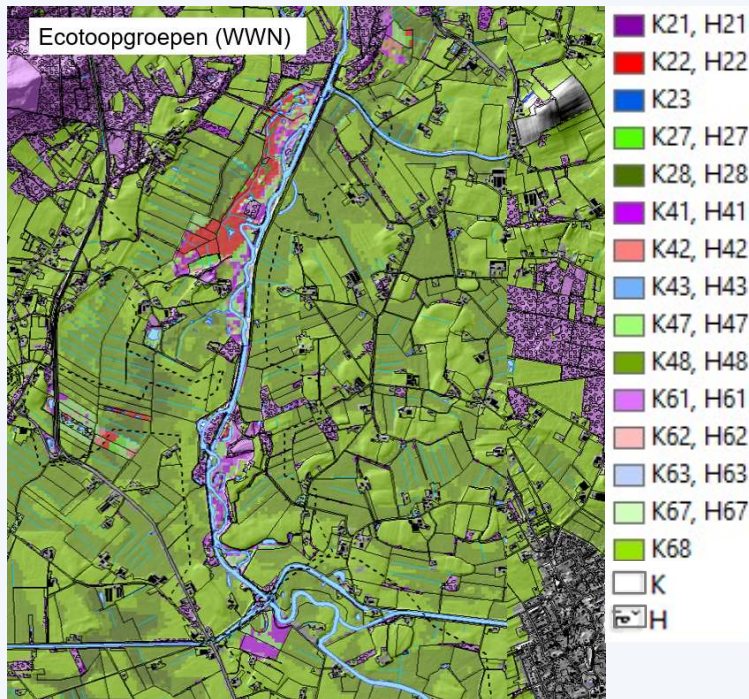 Ecotoopgroepen (WWN)
K21, H21
K22, H22
K23
K27, H27
K28, H28
K41, H41
K42, H42
K43, H43
K47, H47
K48, H48
K61, H61
K62, H62
K63, H63
K67, H67
K68
K
H